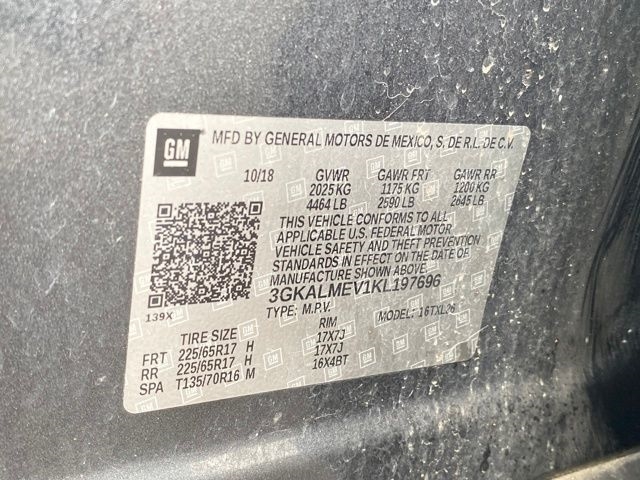 GM MFD BY GENERAL MOTORS DE MEXICO, S. DE R.L. DE C.V.
10/18 GVWR GAWR FRT GAWR RR
2025 KG 1175 KG 1200 KG
4464 LB 2590 LB 2645 LB
THIS VEHICLE CONFORMS TO ALL
APPLICABLE U.S. FEDERAL MOTOR
VEHICLE SAFETY AND THEFT PREVENTION
STANDARDS IN EFFECT ON THE DATE OF
MANUFACTURE SHOWN ABOVE.
3GKALMEV1KL197696
139X TYPE: M.P.V. MODEL: 16TXL26
TIRE SIZE RIM
FRT 225/65R17 H 17X7J
RR 225/65R17 H 17X7J
SPA T135/70R16 M 16X4BT